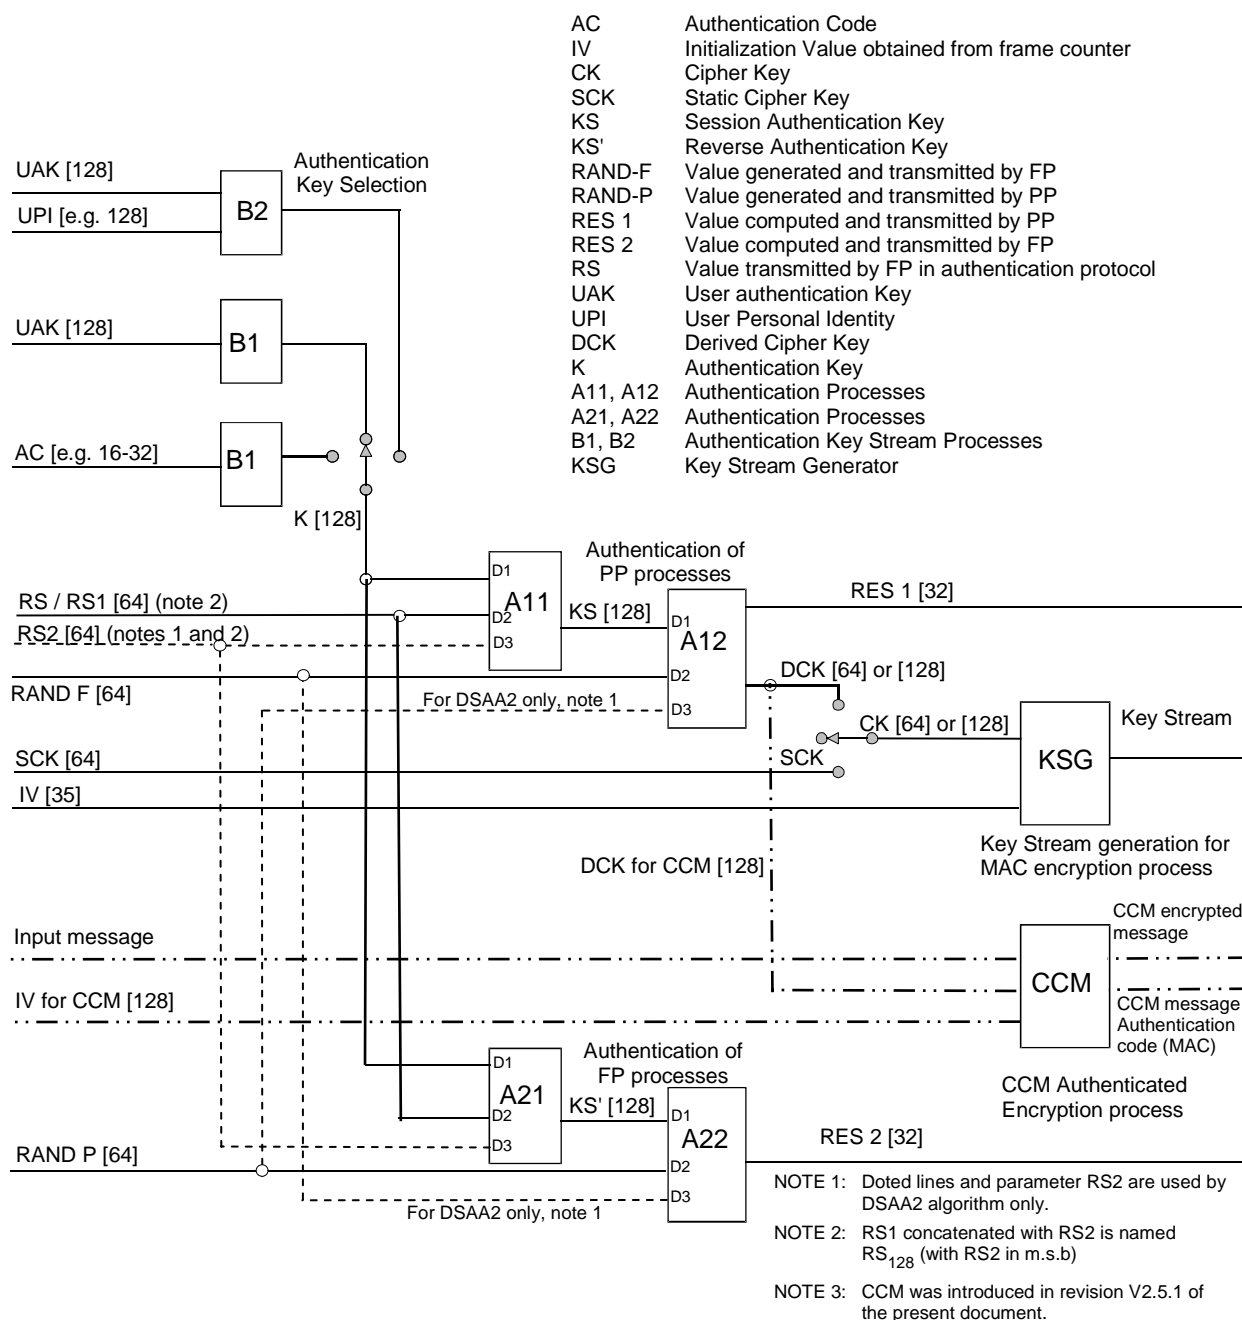 AC Authentication Code
IV Initialization Value obtained from frame counter
CK Cipher Key
SCK Static Cipher Key
KS Session Authentication Key
KS' Reverse Authentication Key
RAND-F Value generated and transmitted by FP
RAND-P Value generated and transmitted by PP
RES 1 Value computed and transmitted by PP
RES 2 Value computed and transmitted by FP
RS Value transmitted by FP in authentication protocol
UAK User authentication Key
UPI User Personal Identity
DCK Derived Cipher Key
K Authentication Key
A11, A12 Authentication Processes
A21, A22 Authentication Processes
B1, B2 Authentication Key Stream Processes
KSG Key Stream Generator
UAK [128]
UPI [e.g. 128]
B2
Authentication
Key Selection
UAK [128]
B1
AC [e.g. 16-32]
B1
K [128]
Authentication of
PP processes
RS / RS1 [64] (note 2)
RS2 [64] (notes 1 and 2)
RAND F [64]
D1
D2
D3
A11
KS [128]
D1
D2
D3
A12
RES 1 [32]
For DSAA2 only, note 1
DCK [64] or [128]
CK [64] or [128]
SCK
SCK [64]
IV [35]
KSG
Key Stream
Key Stream generation for
MAC encryption process
DCK for CCM [128]
Input message
IV for CCM [128]
CCM
CCM encrypted
message
CCM message
Authentication
code (MAC)
CCM Authenticated
Encryption process
Authentication of
FP processes
D1
D2
D3
A21
KS' [128]
D1
D2
D3
A22
RES 2 [32]
RAND P [64]
For DSAA2 only, note 1
NOTE 1: Doted lines and parameter RS2 are used by
DSAA2 algorithm only.
NOTE 2: RS1 concatenated with RS2 is named
RS128 (with RS2 in m.s.b)
NOTE 3: CCM was introduced in revision V2.5.1 of
the present document.